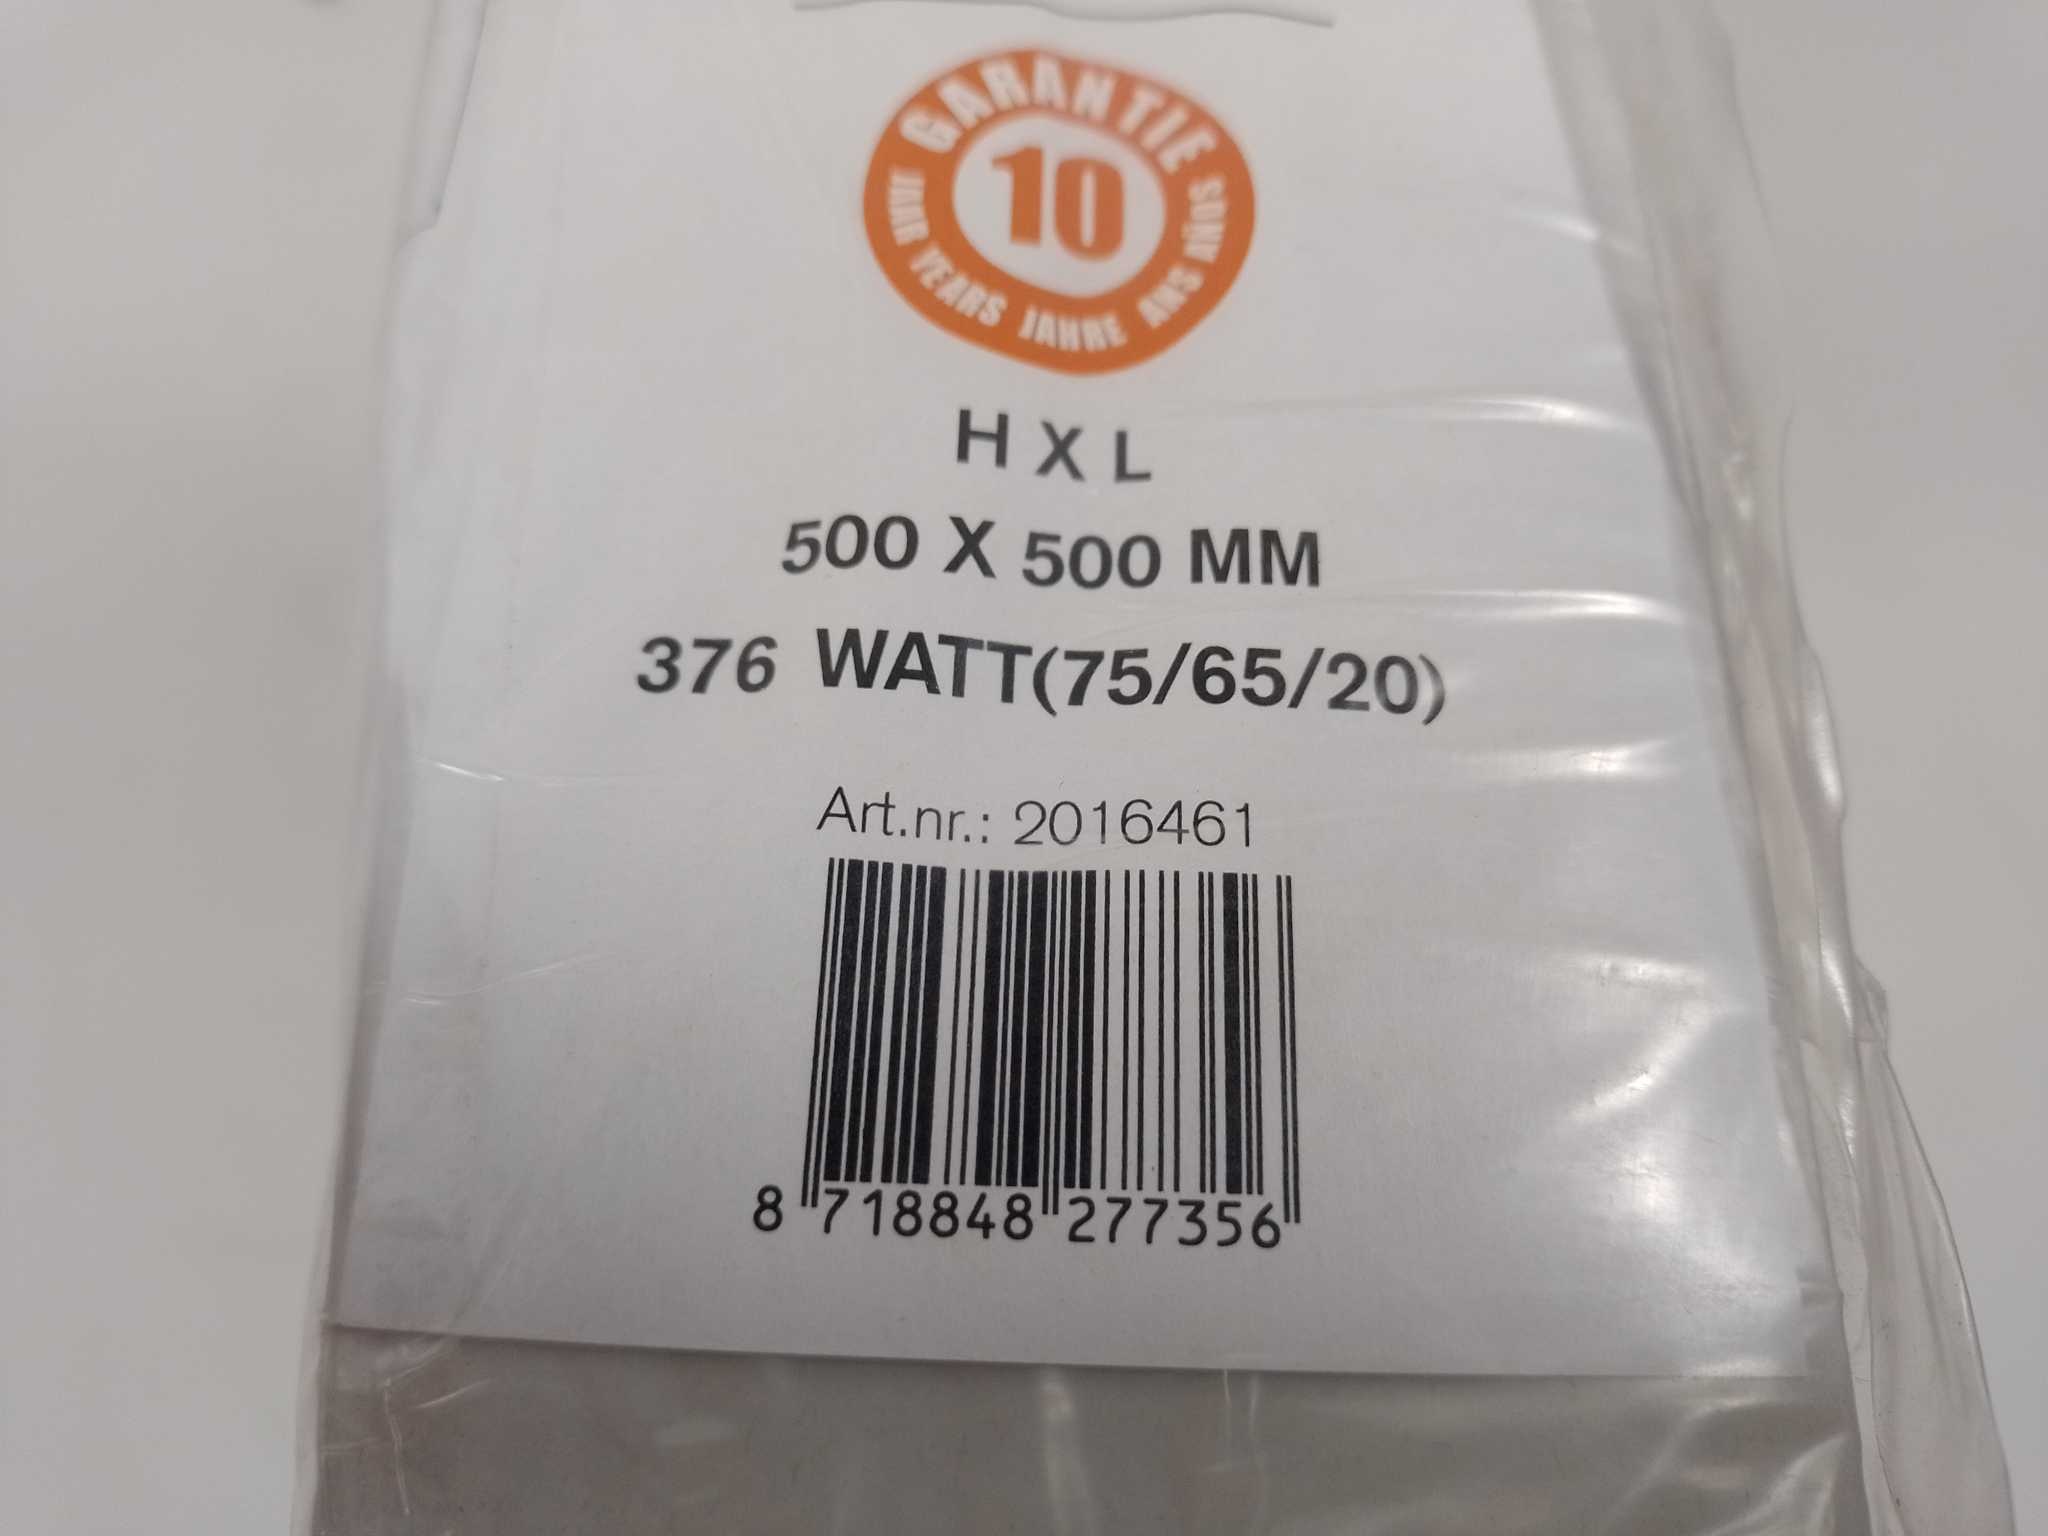 GARANTIE
10
JAAR YEARS JAHRE ANS AÑOS
H X L
500 X 500 MM
376 WATT(75/65/20)
Art.nr.: 2016461
8 718848 277356